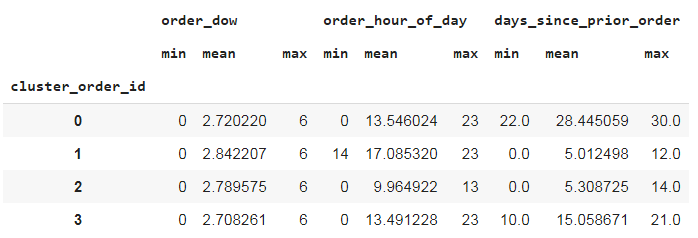 order_dow order_hour_of_day days_since_prior_order
min mean max min mean max min mean max
cluster_order_id
0 0 2.720220 6 0 13.546024 23 22.0 28.445059 30.0
1 0 2.842207 6 14 17.085320 23 0.0 5.012498 12.0
2 0 2.789575 6 0 9.964922 13 0.0 5.308725 14.0
3 0 2.708261 6 0 13.491228 23 10.0 15.058671 21.0